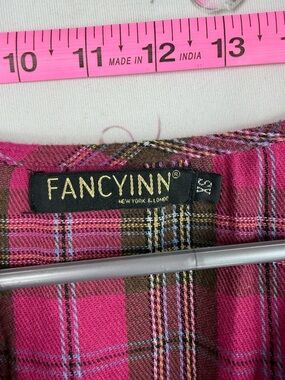 10 11 MADE IN 12 INDIA 13
FANCYINN®
NEW YORK & LONDON
XS